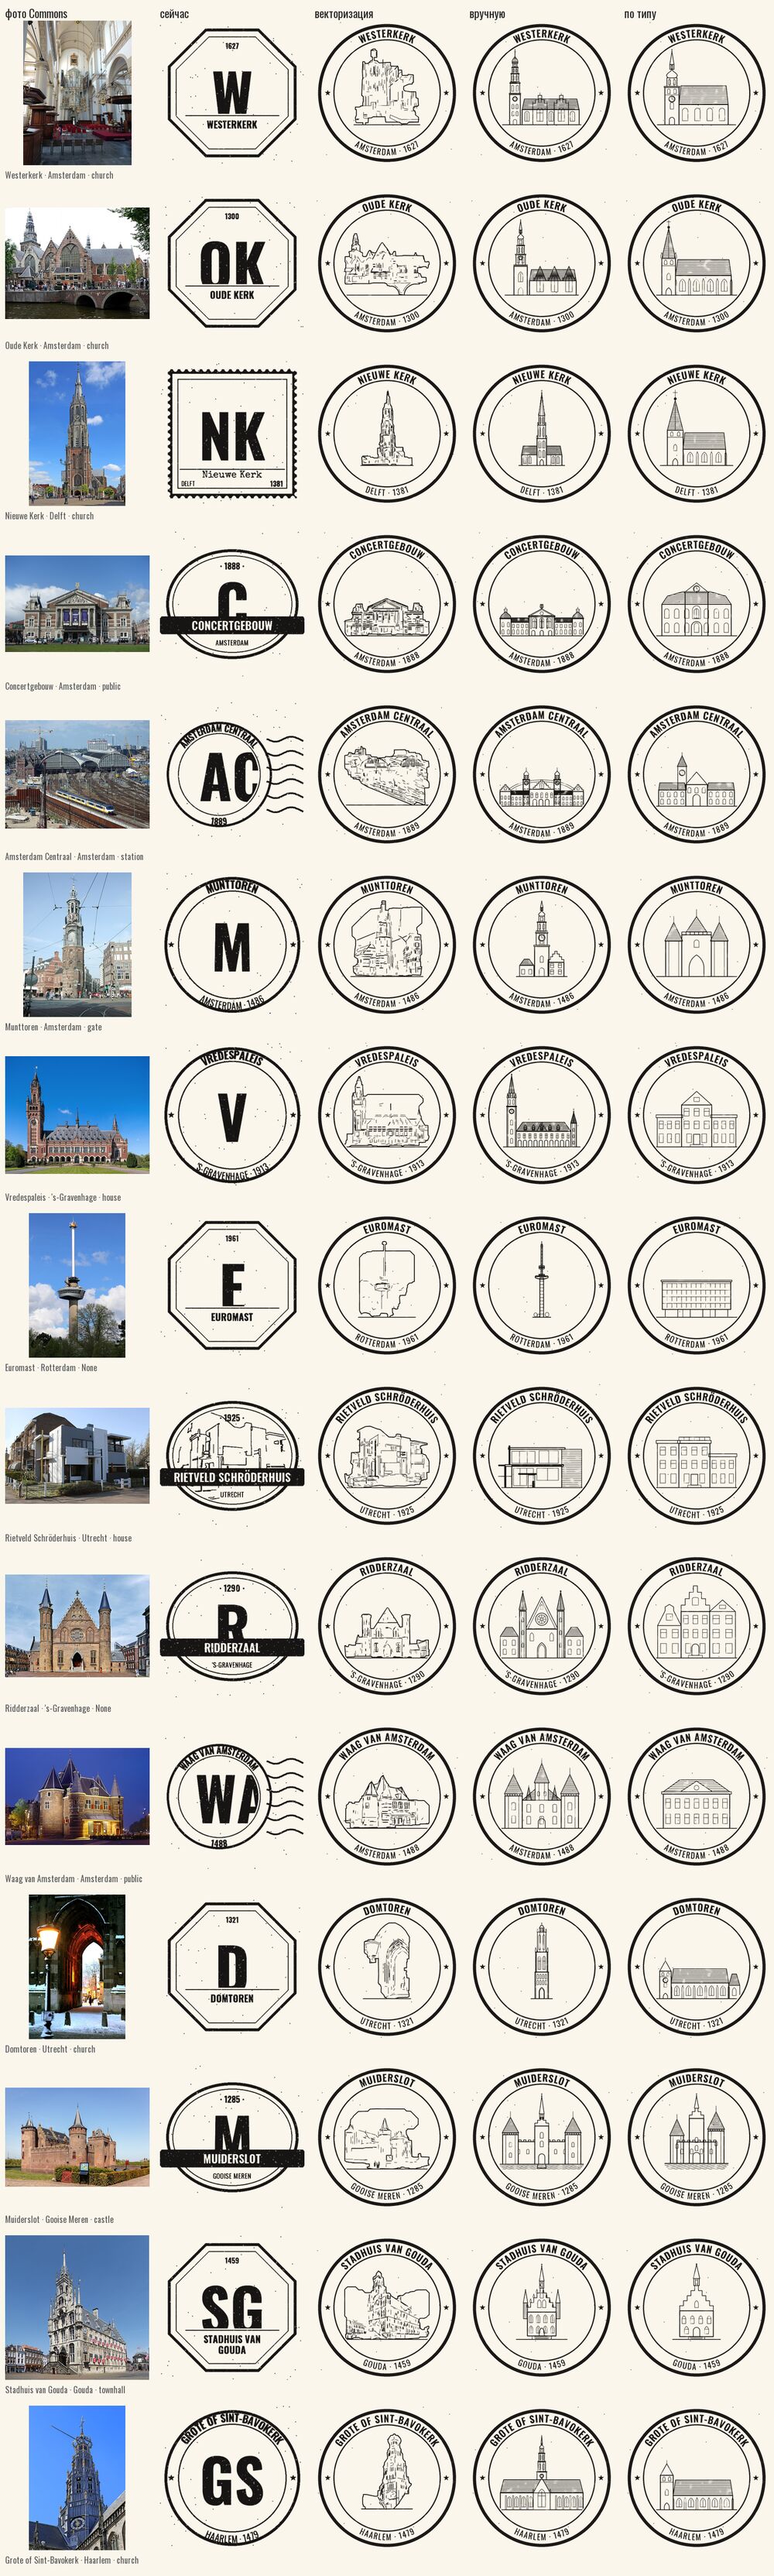 фото Commons
сейчас
векторизация
вручную
по типу
1627
W
WESTERKERK
WESTERKERK
AMSTERDAM · 1627
WESTERKERK
AMSTERDAM · 1627
WESTERKERK
AMSTERDAM · 1627
Westerkerk · Amsterdam · church
1300
OK
OUDE KERK
OUDE KERK
AMSTERDAM · 1300
OUDE KERK
AMSTERDAM · 1300
OUDE KERK
AMSTERDAM · 1300
Oude Kerk · Amsterdam · church
NK
Nieuwe Kerk
DELFT
1381
NIEUWE KERK
DELFT · 1381
NIEUWE KERK
DELFT · 1381
NIEUWE KERK
DELFT · 1381
Nieuwe Kerk · Delft · church
· 1888 ·
C
CONCERTGEBOUW
AMSTERDAM
CONCERTGEBOUW
AMSTERDAM · 1888
CONCERTGEBOUW
AMSTERDAM · 1888
CONCERTGEBOUW
AMSTERDAM · 1888
Concertgebouw · Amsterdam · public
AMSTERDAM CENTRAAL
AC
1889
AMSTERDAM CENTRAAL
AMSTERDAM · 1889
AMSTERDAM CENTRAAL
AMSTERDAM · 1889
AMSTERDAM CENTRAAL
AMSTERDAM · 1889
Amsterdam Centraal · Amsterdam · station
MUNTTOREN
M
AMSTERDAM · 1486
MUNTTOREN
AMSTERDAM · 1486
MUNTTOREN
AMSTERDAM · 1486
MUNTTOREN
AMSTERDAM · 1486
Munttoren · Amsterdam · gate
VREDESPALEIS
V
'S-GRAVENHAGE · 1913
VREDESPALEIS
'S-GRAVENHAGE · 1913
VREDESPALEIS
'S-GRAVENHAGE · 1913
VREDESPALEIS
'S-GRAVENHAGE · 1913
Vredespaleis · 's-Gravenhage · house
1961
E
EUROMAST
EUROMAST
ROTTERDAM · 1961
EUROMAST
ROTTERDAM · 1961
EUROMAST
ROTTERDAM · 1961
Euromast · Rotterdam · None
· 1925 ·
RIETVELD SCHRÖDERHUIS
UTRECHT
RIETVELD SCHRÖDERHUIS
UTRECHT · 1925
RIETVELD SCHRÖDERHUIS
UTRECHT · 1925
RIETVELD SCHRÖDERHUIS
UTRECHT · 1925
Rietveld Schröderhuis · Utrecht · house
· 1290 ·
R
RIDDERZAAL
'S-GRAVENHAGE
RIDDERZAAL
'S-GRAVENHAGE · 1290
RIDDERZAAL
'S-GRAVENHAGE · 1290
RIDDERZAAL
'S-GRAVENHAGE · 1290
Ridderzaal · 's-Gravenhage · None
WAAG VAN AMSTERDAM
WA
1488
WAAG VAN AMSTERDAM
AMSTERDAM · 1488
WAAG VAN AMSTERDAM
AMSTERDAM · 1488
WAAG VAN AMSTERDAM
AMSTERDAM · 1488
Waag van Amsterdam · Amsterdam · public
1321
D
DOMTOREN
DOMTOREN
UTRECHT · 1321
DOMTOREN
UTRECHT · 1321
DOMTOREN
UTRECHT · 1321
Domtoren · Utrecht · church
· 1285 ·
M
MUIDERSLOT
GOOISE MEREN
MUIDERSLOT
GOOISE MEREN · 1285
MUIDERSLOT
GOOISE MEREN · 1285
MUIDERSLOT
GOOISE MEREN · 1285
Muiderslot · Gooise Meren · castle
1459
SG
STADHUIS VAN
GOUDA
STADHUIS VAN GOUDA
GOUDA · 1459
STADHUIS VAN GOUDA
GOUDA · 1459
STADHUIS VAN GOUDA
GOUDA · 1459
Stadhuis van Gouda · Gouda · townhall
GROTE OF SINT-BAVOKERK
GS
HAARLEM · 1479
GROTE OF SINT-BAVOKERK
HAARLEM · 1479
GROTE OF SINT-BAVOKERK
HAARLEM · 1479
GROTE OF SINT-BAVOKERK
HAARLEM · 1479
Grote of Sint-Bavokerk · Haarlem · church